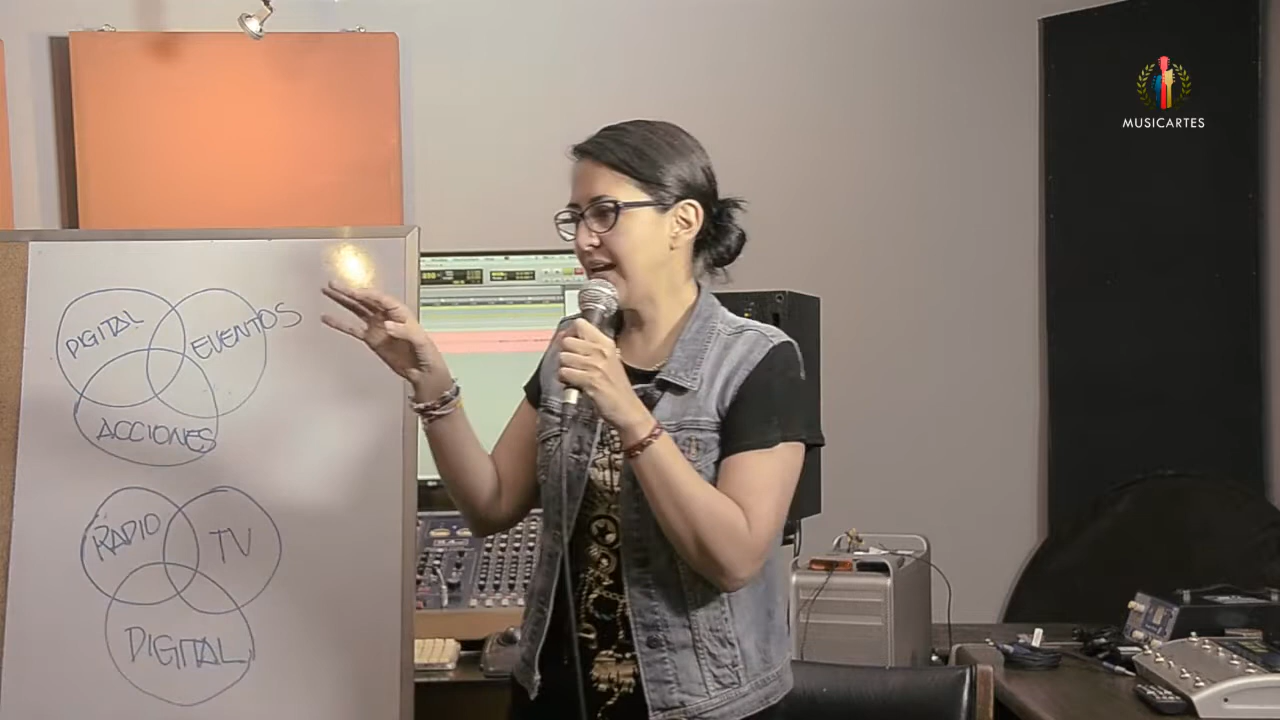 MUSICARTES
DIGITAL
EVENTOS
ACCIONES
RADIO
TV
DIGITAL